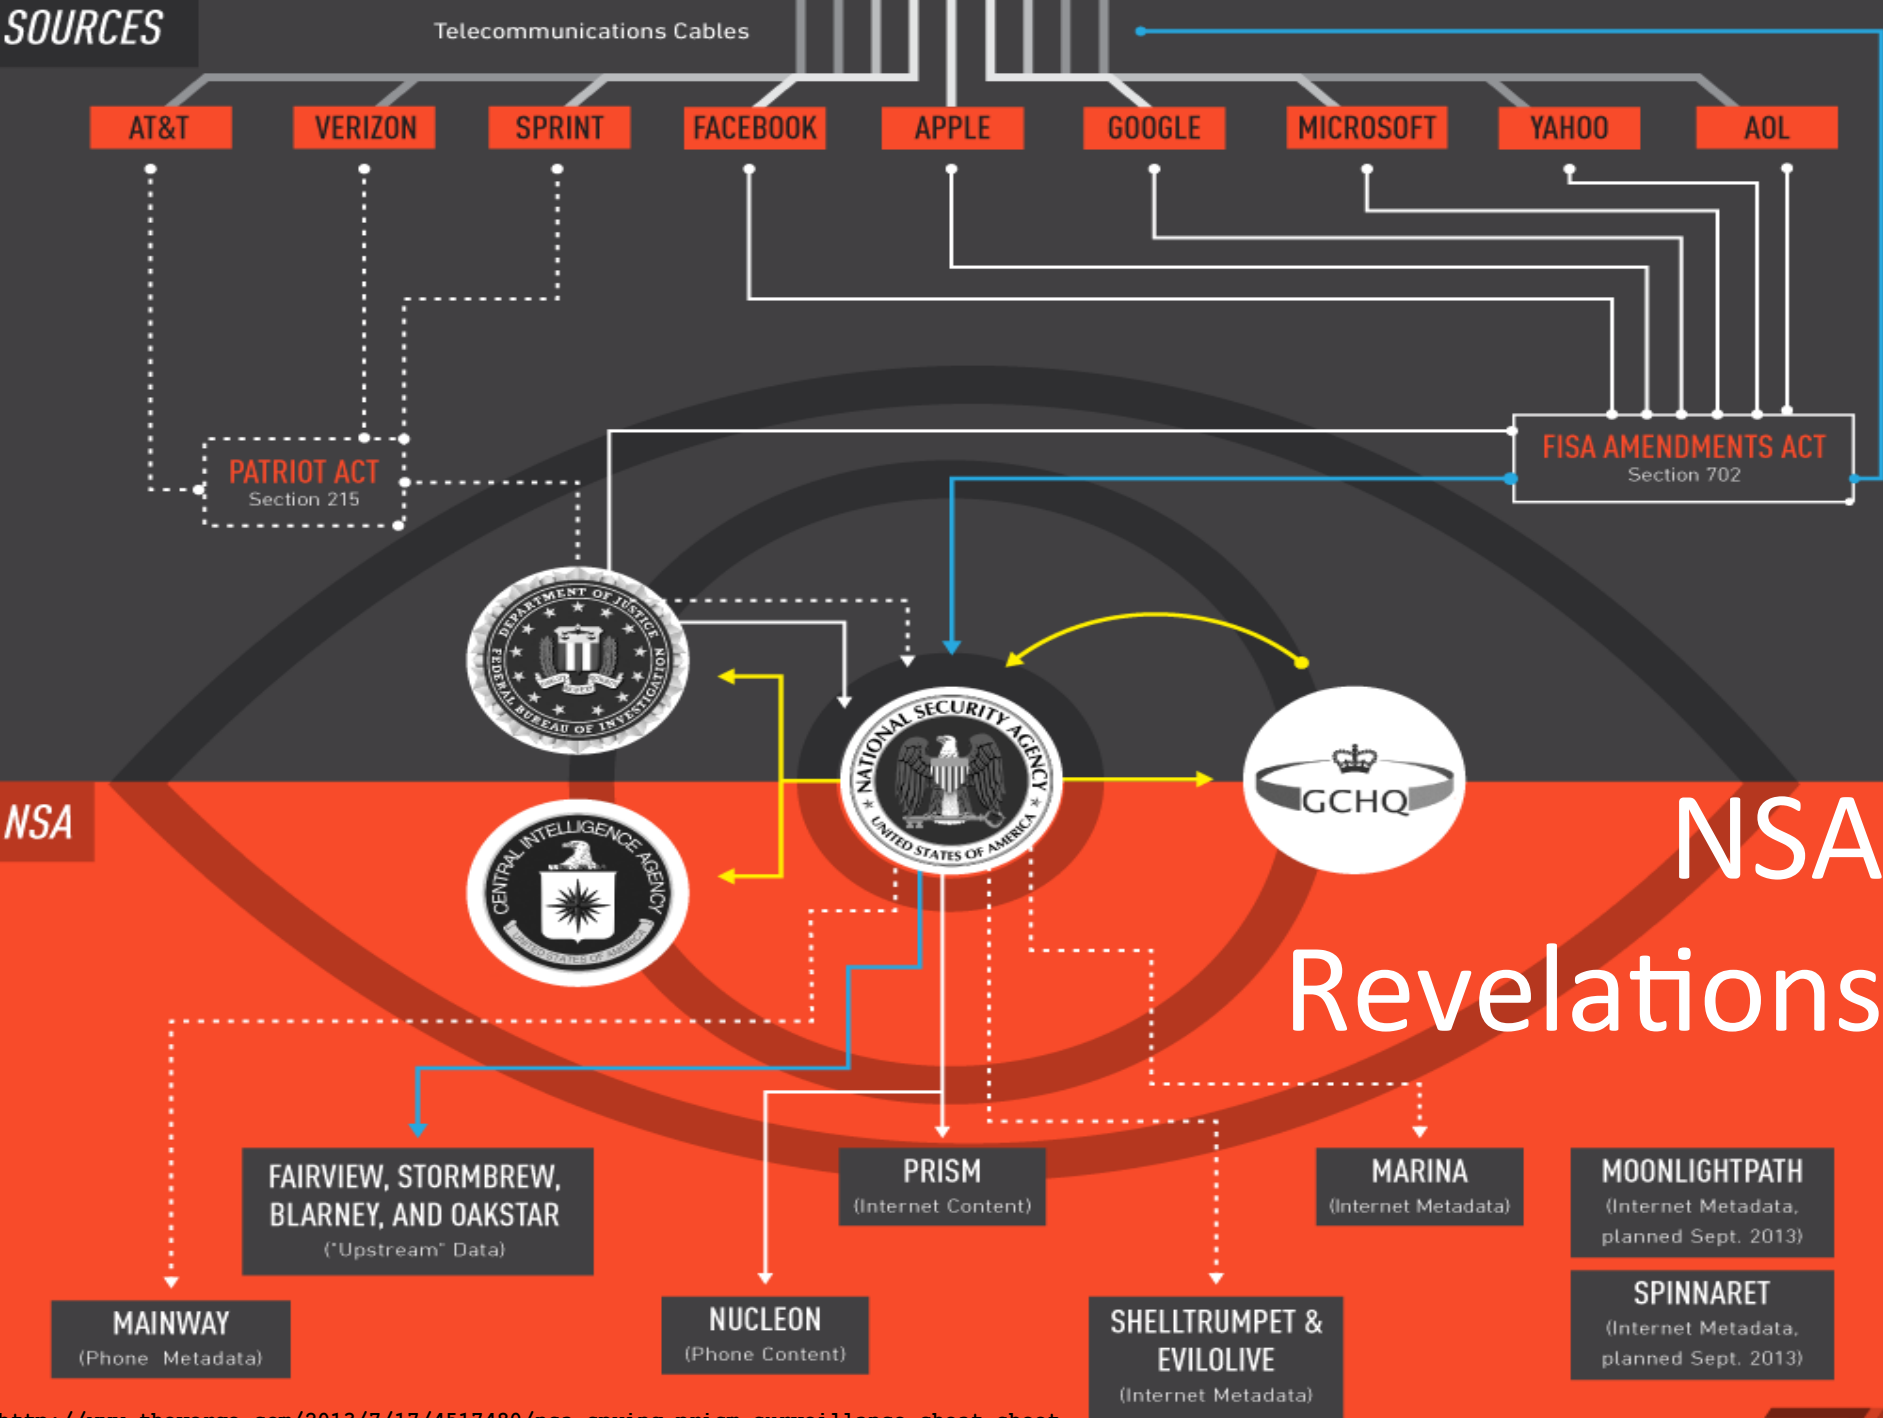 SOURCES
Telecommunications Cables
AT&T
VERIZON
SPRINT
FACEBOOK
APPLE
GOOGLE
MICROSOFT
YAHOO
AOL
PATRIOT ACT
Section 215
FISA AMENDMENTS ACT
Section 702
DEPARTMENT OF JUSTICE
FEDERAL BUREAU OF INVESTIGATION
NATIONAL SECURITY AGENCY
UNITED STATES OF AMERICA
GCHQ
NSA
CENTRAL INTELLIGENCE AGENCY
UNITED STATES OF AMERICA
NSA
Revelations
FAIRVIEW, STORMBREW,
BLARNEY, AND OAKSTAR
("Upstream" Data)
PRISM
(Internet Content)
MARINA
(Internet Metadata)
MOONLIGHTPATH
(Internet Metadata,
planned Sept. 2013)
MAINWAY
(Phone Metadata)
NUCLEON
(Phone Content)
SHELLTRUMPET &
EVILOLIVE
(Internet Metadata)
SPINNARET
(Internet Metadata,
planned Sept. 2013)